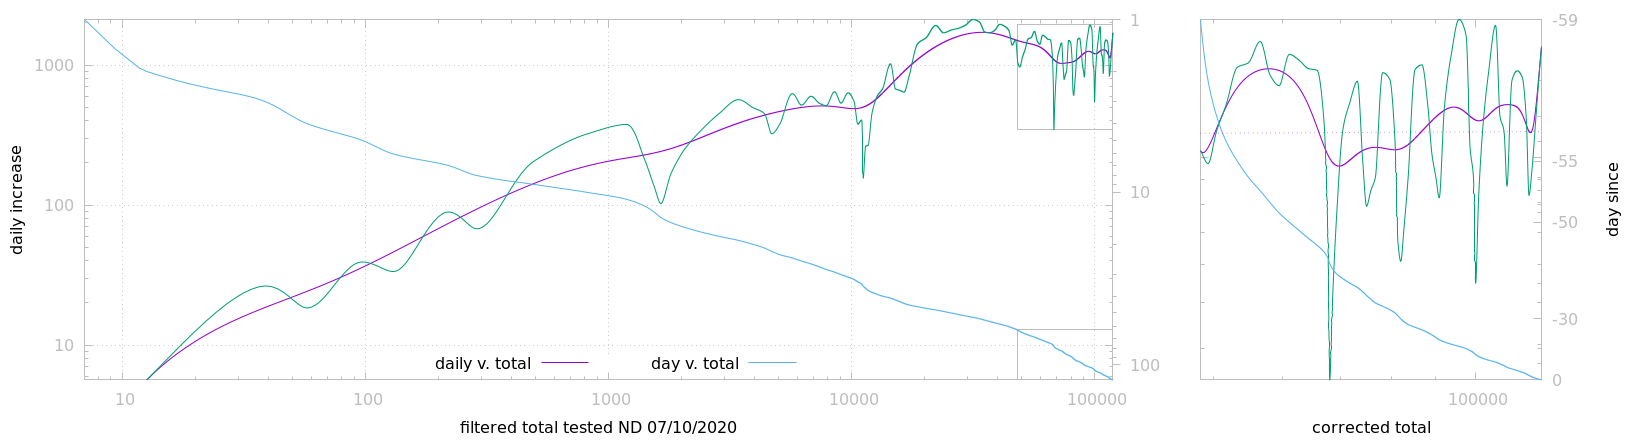 1000
100
10
daily increase
10
100
1000
10000
100000
filtered total tested ND 07/10/2020
daily v. total
day v. total
1
10
100
100000
corrected total
-59
-55
-50
-30
0
day since